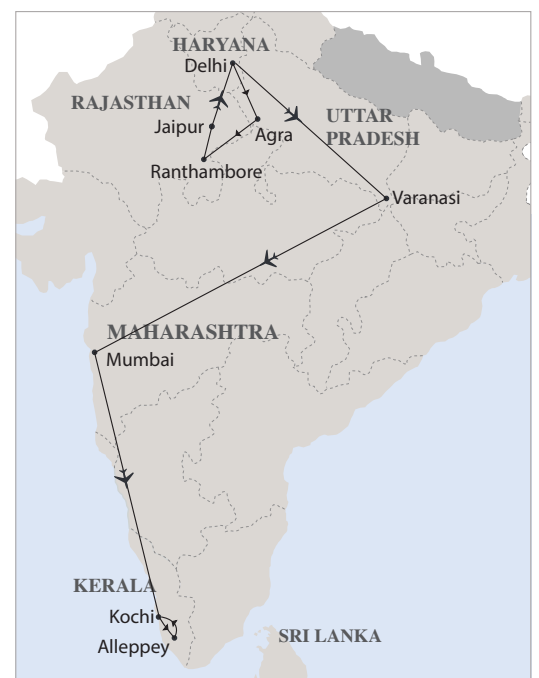 HARYANA
Delhi
RAJASTHAN
Jaipur
Agra
UTTAR
PRADESH
Ranthambore
Varanasi
MAHARASHTRA
Mumbai
KERALA
Kochi
Alleppey
SRI LANKA